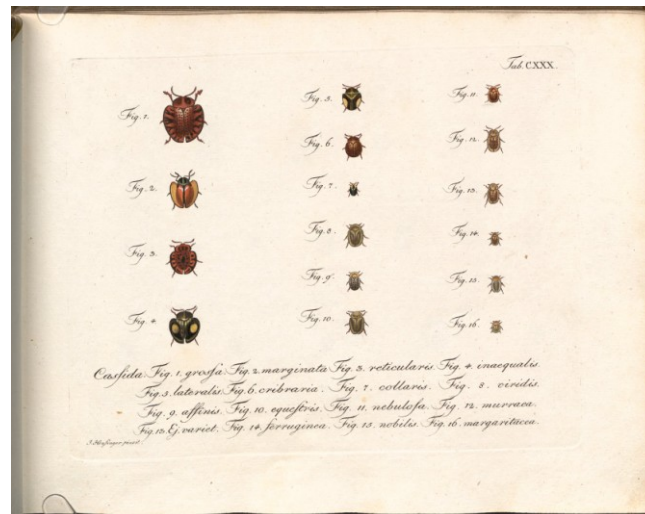 Tab. CXXX.
Fig. 1.
Fig. 2.
Fig. 3.
Fig. 4.
Fig. 5.
Fig. 6.
Fig. 7.
Fig. 8.
Fig. 9.
Fig. 10.
Fig. 11.
Fig. 12.
Fig. 13.
Fig. 14.
Fig. 15.
Fig. 16.
Cassida. Fig. 1. grossa. Fig. 2. marginata Fig. 3. reticularis. Fig. 4. inaequalis.
Fig. 5. lateralis. Fig. 6. cribraria. Fig. 7. collaris. Fig. 8. viridis.
Fig. 9. affinis. Fig. 10. equestris. Fig. 11. nebulosa. Fig. 12. murraea.
Fig. 13. Ej. variet. Fig. 14. ferruginea. Fig. 15. nobilis. Fig. 16. margaritacea.
pinxit